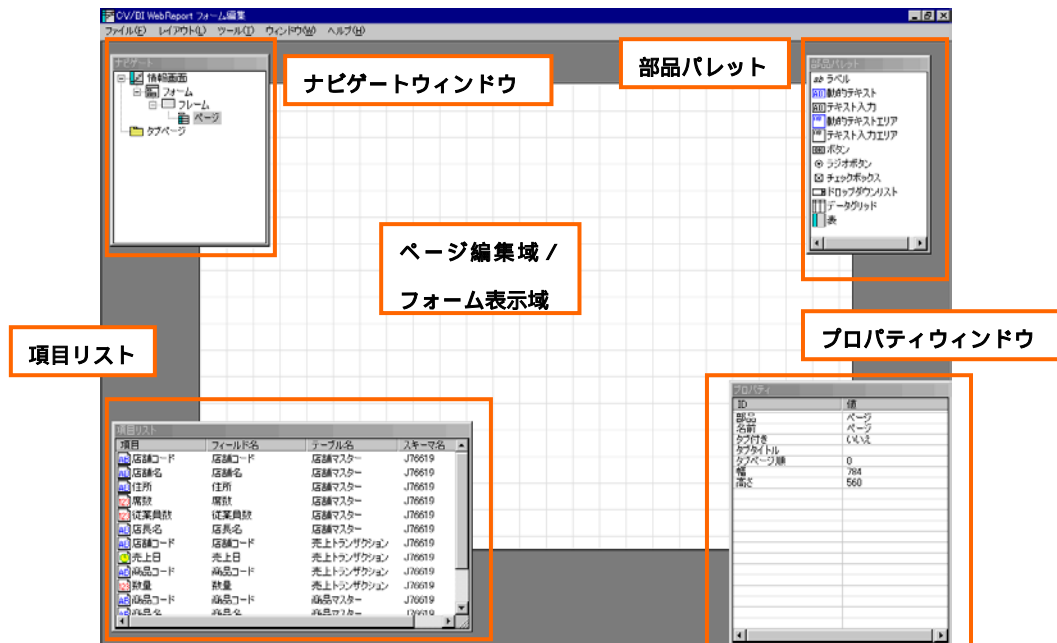 CV/BI WebReport フォーム編集
ファイル(F) レイアウト(L) ツール(T) ウィンドウ(W) ヘルプ(H)
ナビゲート
情報画面
フォーム
フレーム
ページ
タブページ
ナビゲートウィンドウ
部品パレット
部品パレット
ab ラベル
動的テキスト
テキスト入力
動的テキストエリア
テキスト入力エリア
ボタン
ラジオボタン
チェックボックス
ドロップダウンリスト
データグリッド
表
ページ編集域 /
フォーム表示域
項目リスト
プロパティウィンドウ
項目リスト
項目 フィールド名 テーブル名 スキーマ名
店舗コード 店舗コード 店舗マスター J76619
店舗名 店舗名 店舗マスター J76619
住所 住所 店舗マスター J76619
席数 席数 店舗マスター J76619
従業員数 従業員数 店舗マスター J76619
店長名 店長名 店舗マスター J76619
店舗コード 店舗コード 売上トランザクション J76619
売上日 売上日 売上トランザクション J76619
商品コード 商品コード 売上トランザクション J76619
数量 数量 売上トランザクション J76619
商品コード 商品コード 商品マスター J76619
商品名 商品名 商品マスター J76619
プロパティ
ID 値
部品 ページ
名前 ページ
タブ付き いいえ
タブタイトル
タブページ順 0
幅 784
高さ 560